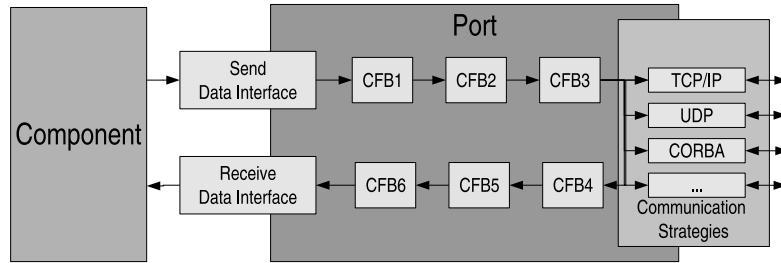 Port
Component
Send
Data Interface
CFB1
CFB2
CFB3
TCP/IP
UDP
CORBA
...
Communication
Strategies
Receive
Data Interface
CFB6
CFB5
CFB4